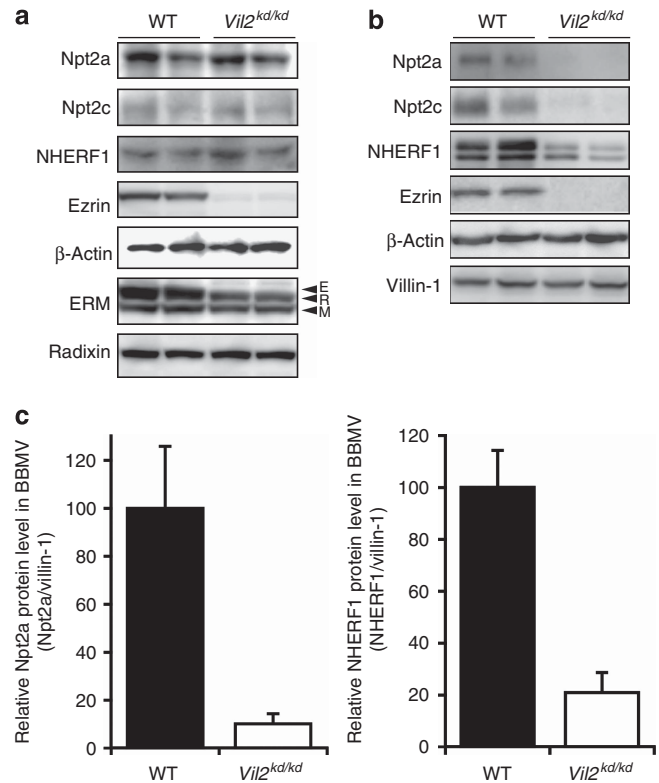 a
WT Vil2kd/kd
Npt2a
Npt2c
NHERF1
Ezrin
β-Actin
ERM
E
R
M
Radixin
b
WT Vil2kd/kd
Npt2a
Npt2c
NHERF1
Ezrin
β-Actin
Villin-1
c
Relative Npt2a protein level in BBMV
(Npt2a/villin-1)
120
100
80
60
40
20
0
WT Vil2kd/kd
Relative NHERF1 protein level in BBMV
(NHERF1/villin-1)
120
100
80
60
40
20
0
WT Vil2kd/kd